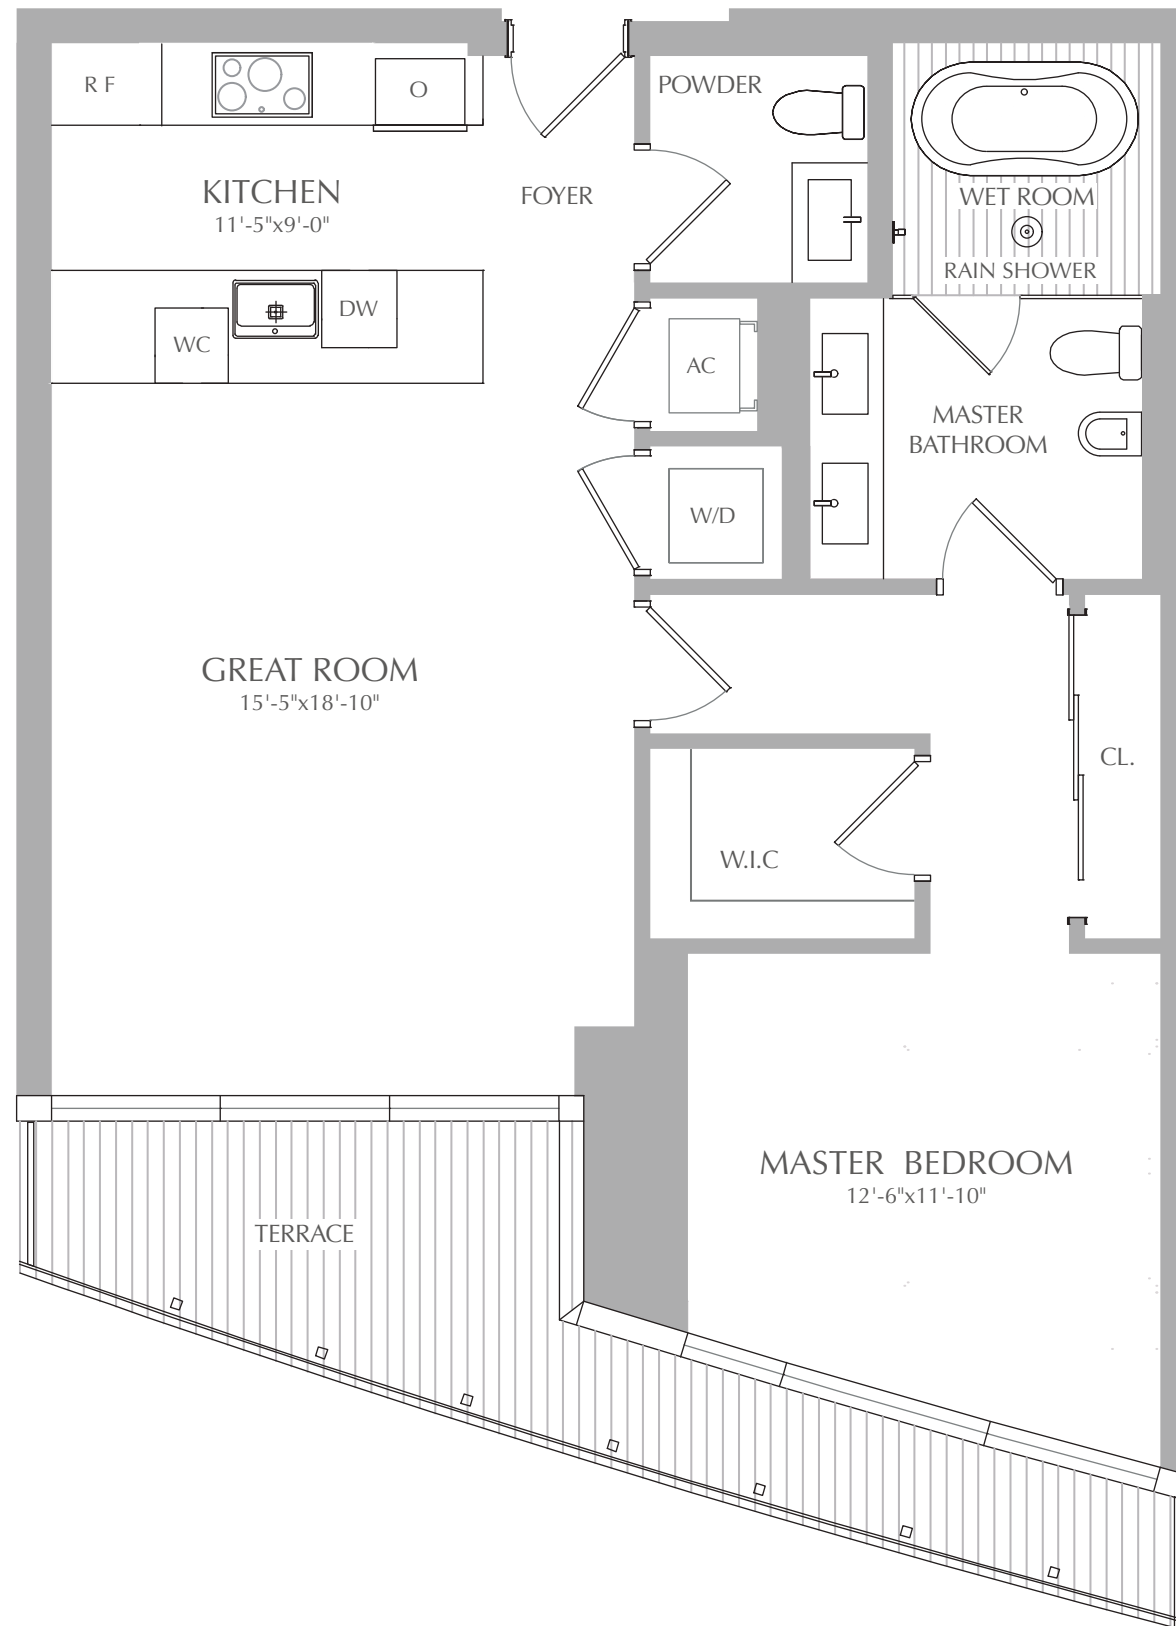 R F
O
POWDER
KITCHEN
11'-5"x9'-0"
FOYER
WET ROOM
RAIN SHOWER
WC
DW
AC
MASTER
BATHROOM
W/D
GREAT ROOM
15'-5"x18'-10"
CL.
W.I.C
MASTER BEDROOM
12'-6"x11'-10"
TERRACE